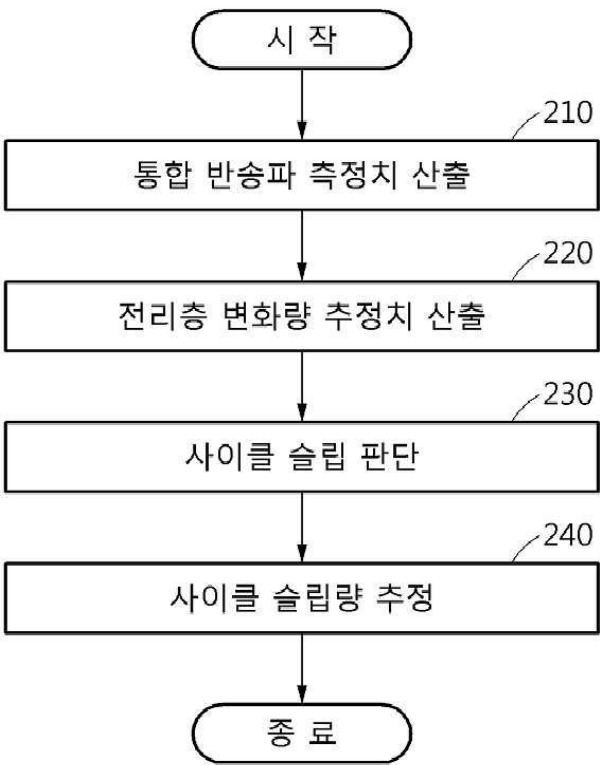 시 작
210
통합 반송파 측정치 산출
220
전리층 변화량 추정치 산출
230
사이클 슬립 판단
240
사이클 슬립량 추정
종 료